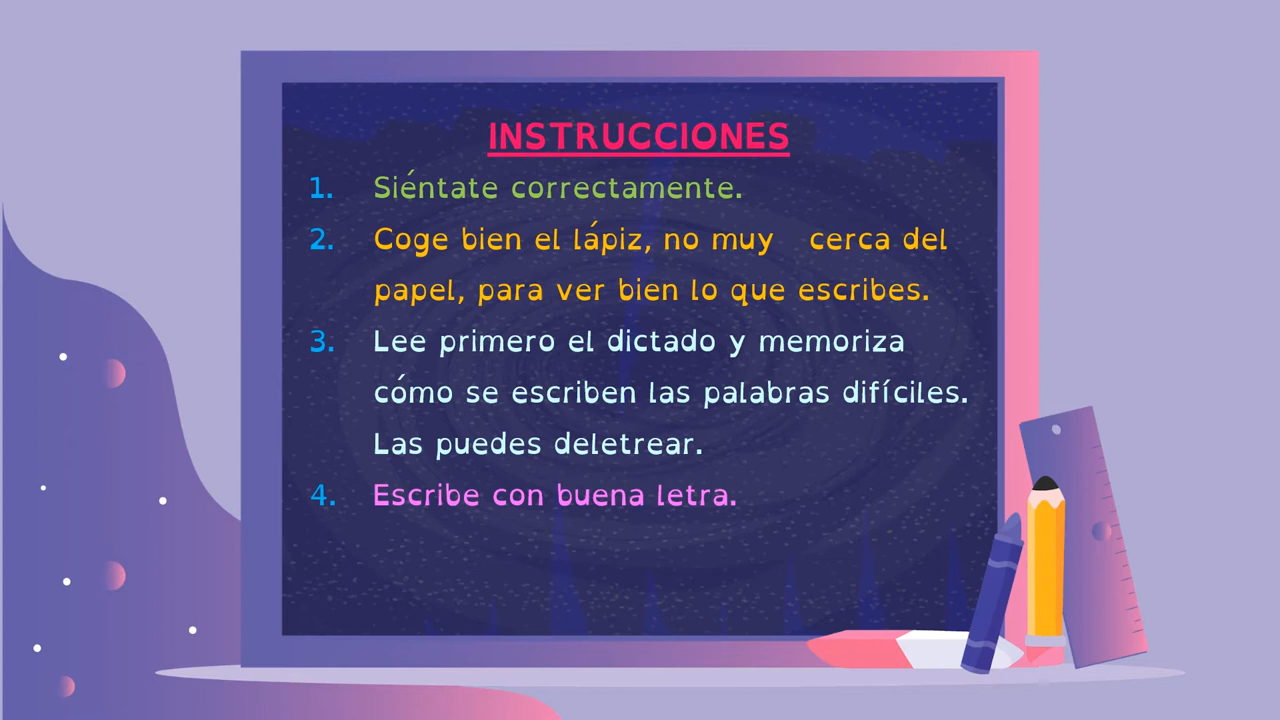 INSTRUCCIONES
1. Siéntate correctamente.
2. Coge bien el lápiz, no muy cerca del
papel, para ver bien lo que escribes.
3. Lee primero el dictado y memoriza
cómo se escriben las palabras difíciles.
Las puedes deletrear.
4. Escribe con buena letra.